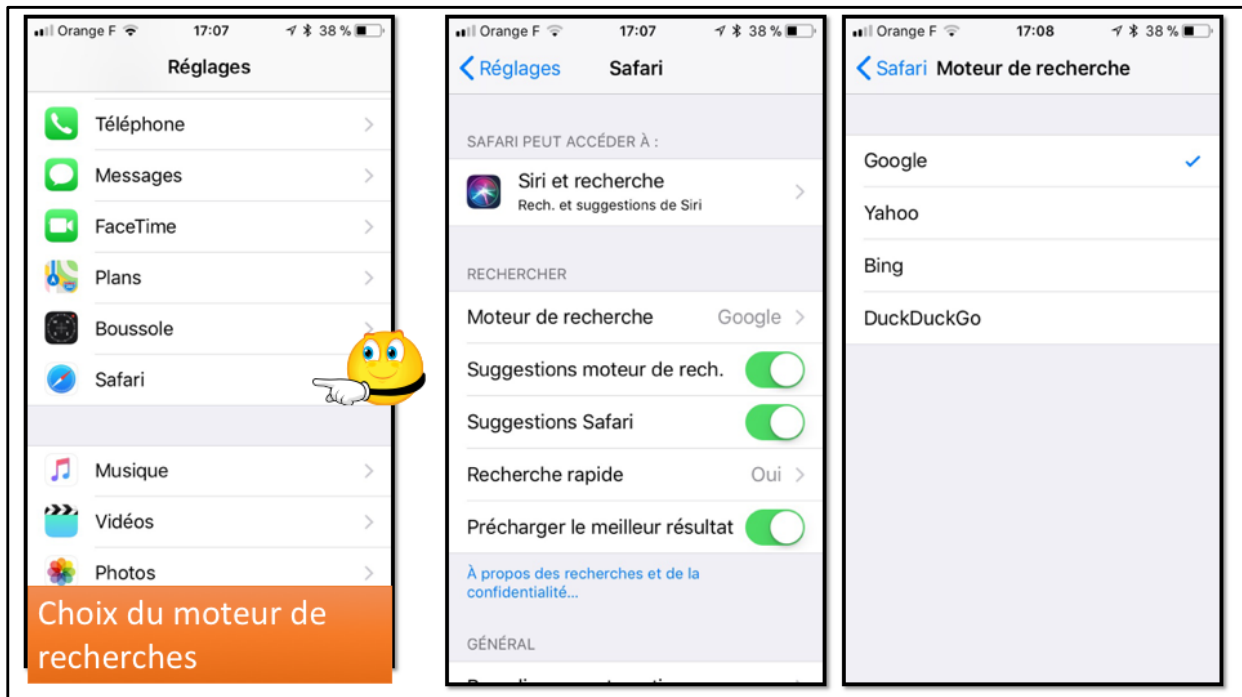 Orange F 17:07 38 %
Réglages
Téléphone
Messages
FaceTime
Plans
Boussole
Safari
Musique
Vidéos
Photos
Choix du moteur de
recherches
Orange F 17:07 38 %
Réglages Safari
SAFARI PEUT ACCÉDER À :
Siri et recherche
Rech. et suggestions de Siri
RECHERCHER
Moteur de recherche Google
Suggestions moteur de rech.
Suggestions Safari
Recherche rapide Oui
Précharger le meilleur résultat
À propos des recherches et de la
confidentialité...
GÉNÉRAL
Orange F 17:08 38 %
Safari Moteur de recherche
Google
Yahoo
Bing
DuckDuckGo